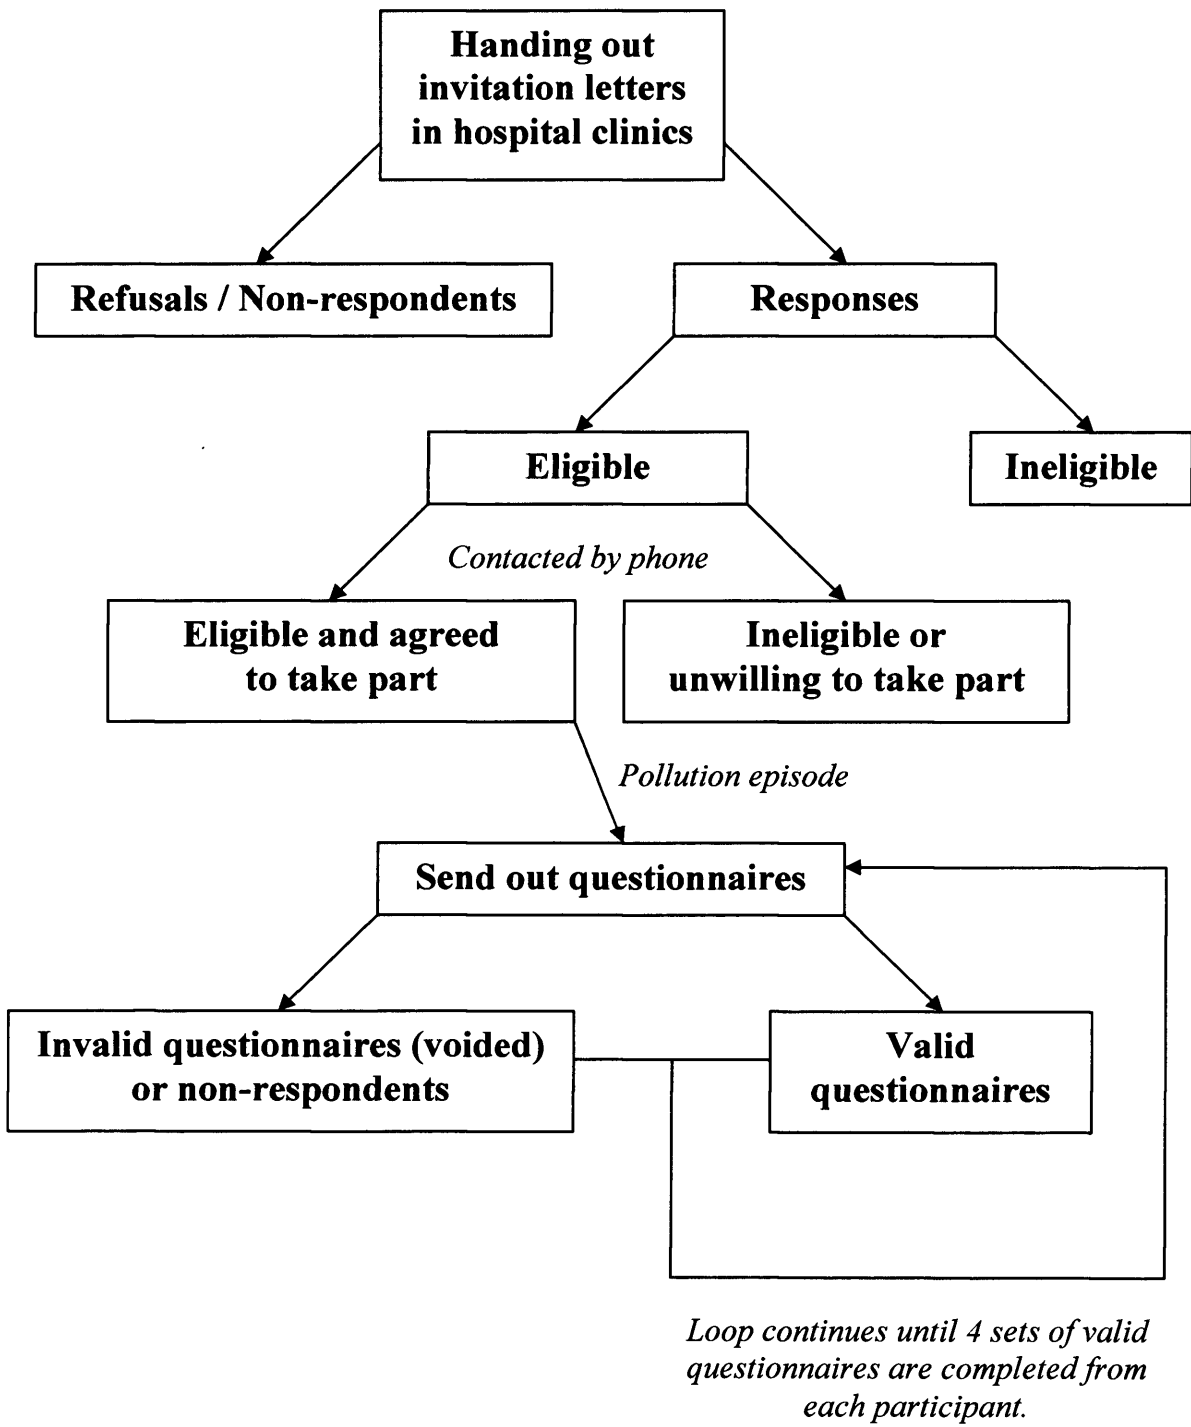 Handing out
invitation letters
in hospital clinics
Refusals / Non-respondents
Responses
Eligible
Ineligible
Contacted by phone
Eligible and agreed
to take part
Ineligible or
unwilling to take part
Pollution episode
Send out questionnaires
Invalid questionnaires (voided)
or non-respondents
Valid
questionnaires
Loop continues until 4 sets of valid
questionnaires are completed from
each participant.